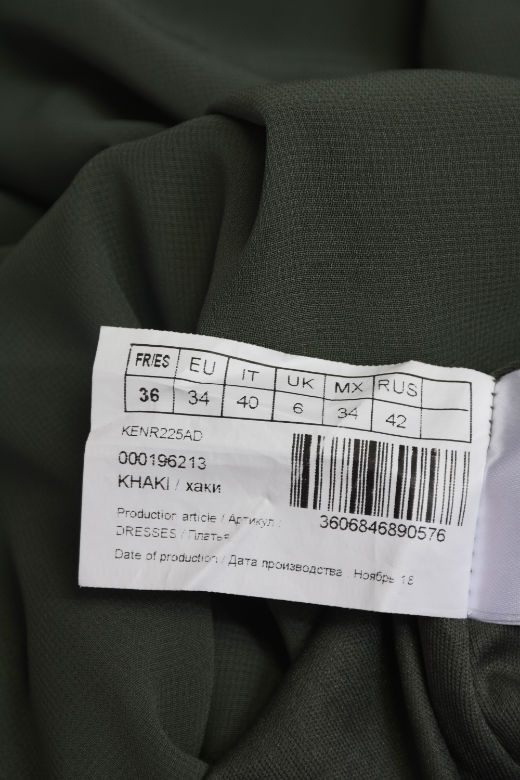 FR/ES EU IT UK MX RUS
36 34 40 6 34 42
KENR225AD
000196213
KHAKI / хаки
3606846890576
Production article / Артикул :
DRESSES / Платья
Date of production / Дата производства : Ноябрь 18